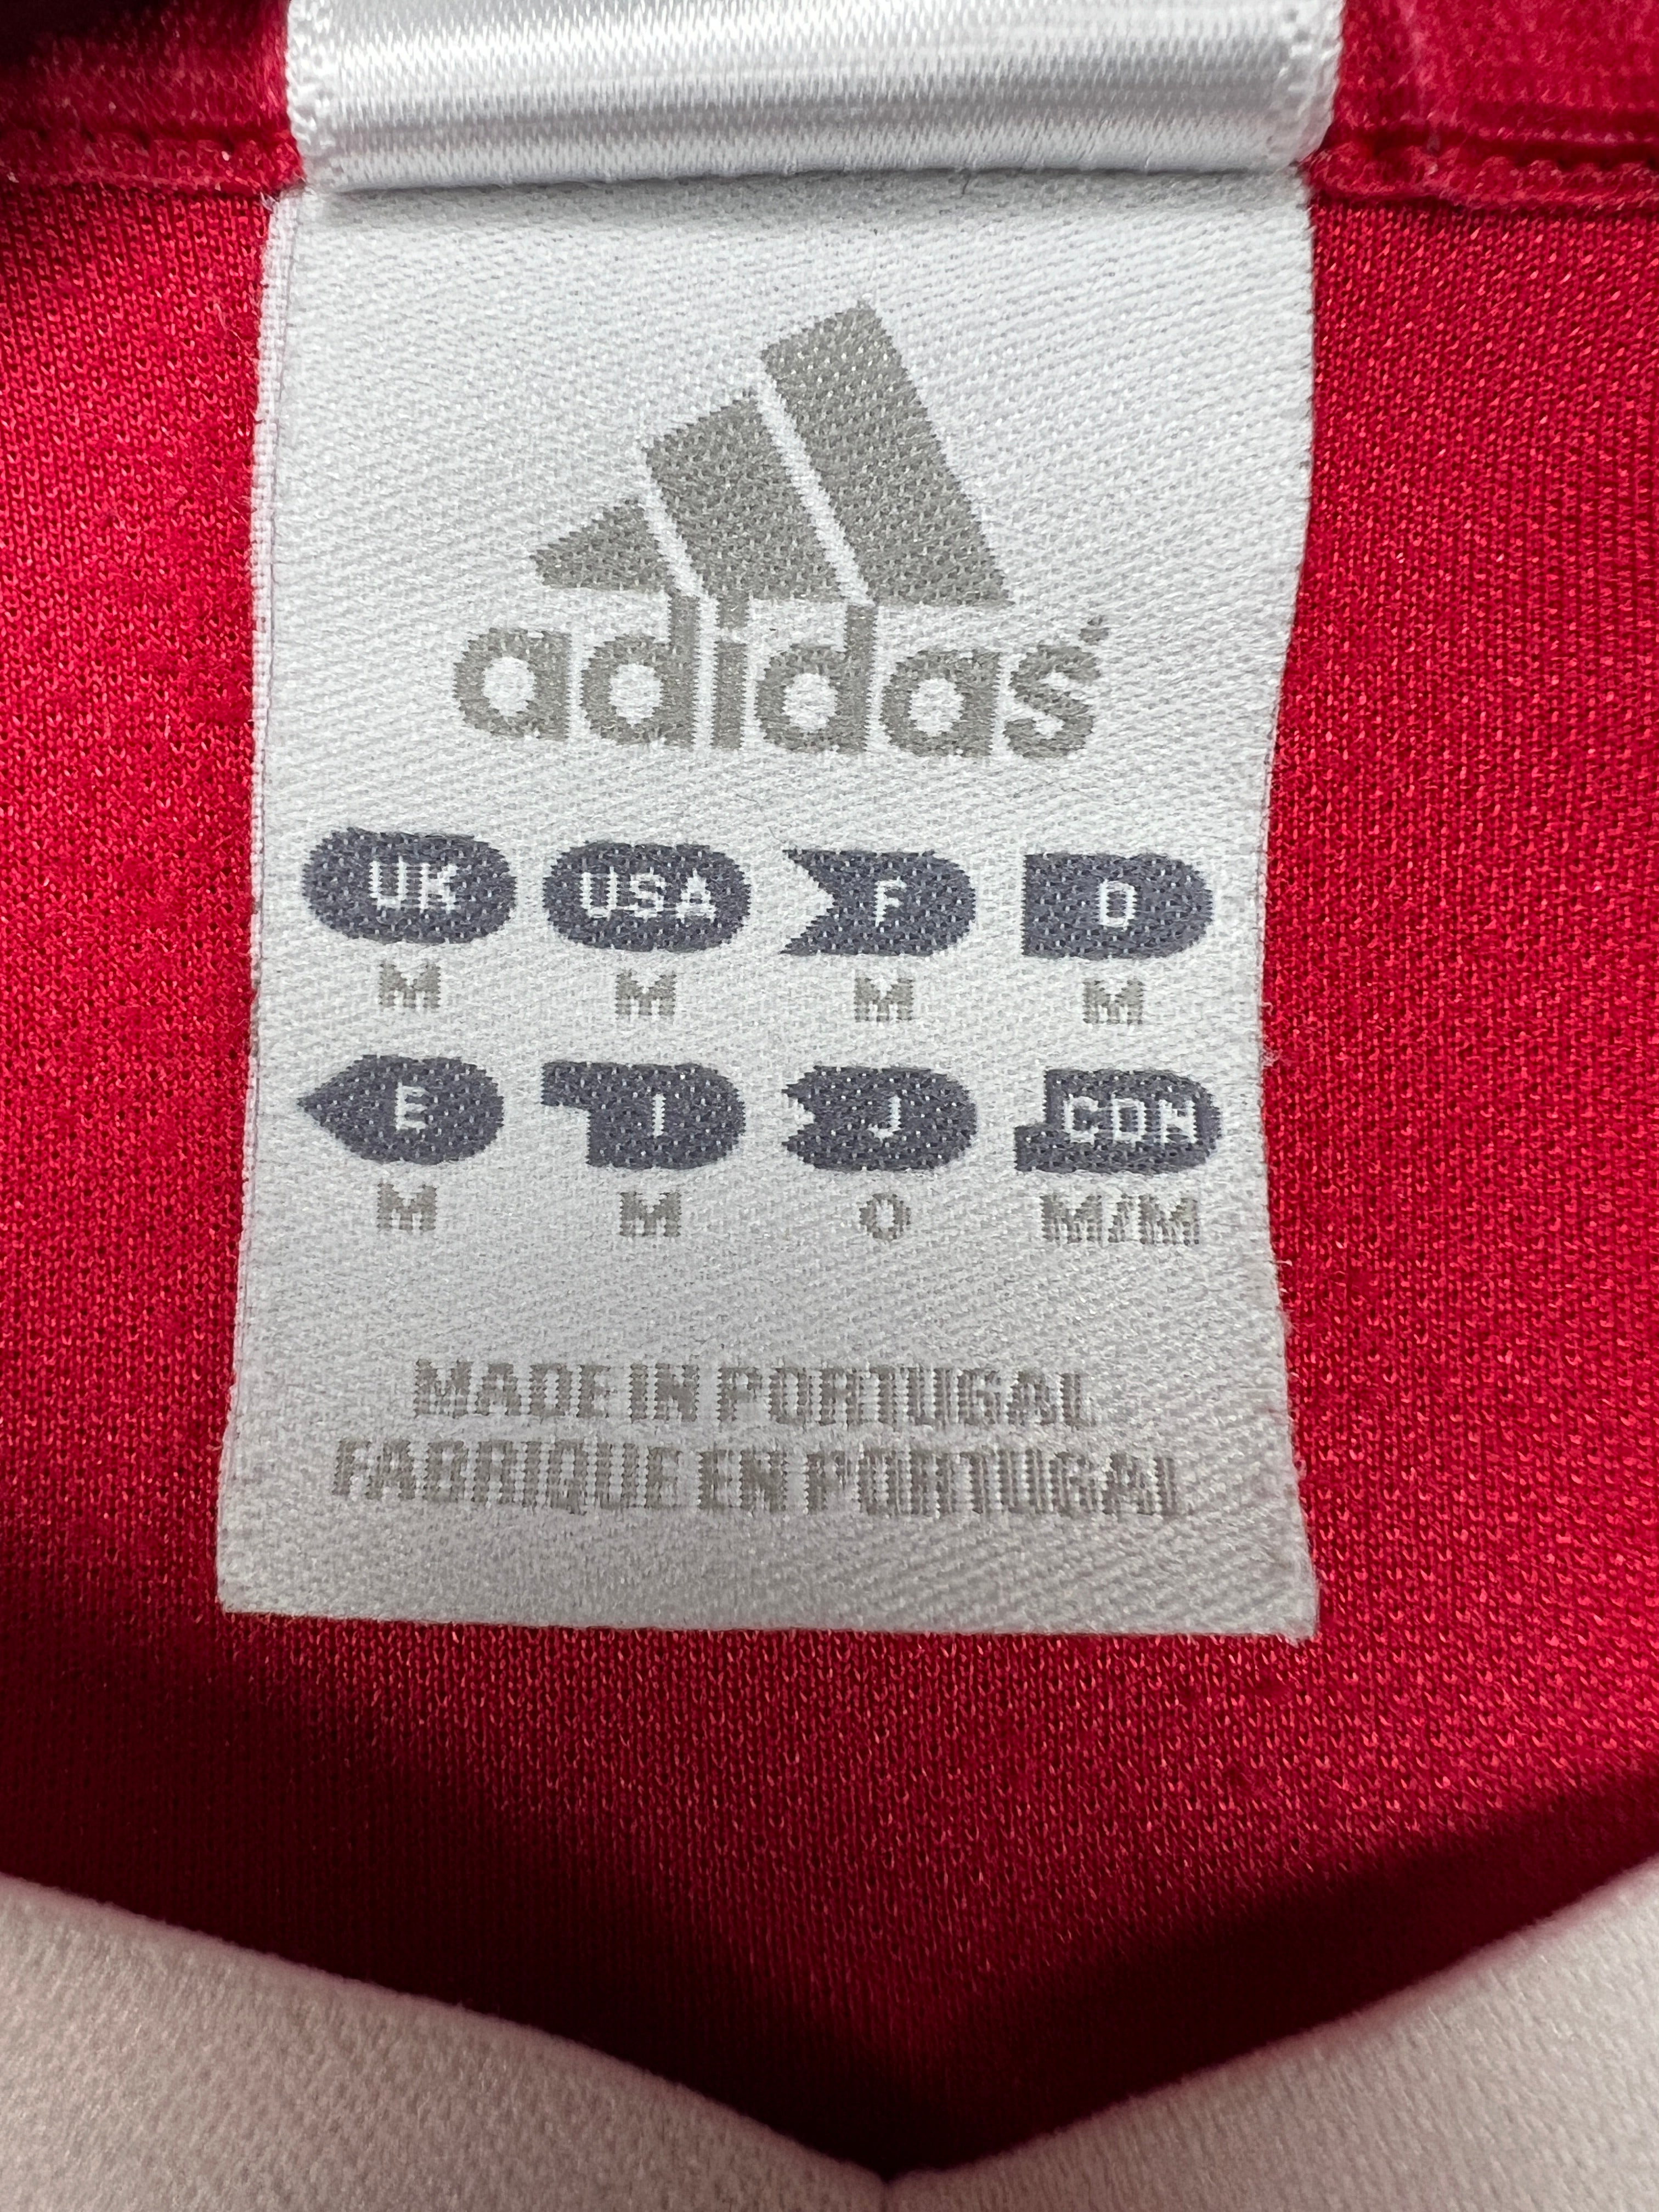 adidas®
UK USA F D
M M M M
E I J CDN
M M O M/M
MADE IN PORTUGAL
FABRIQUE EN PORTUGAL